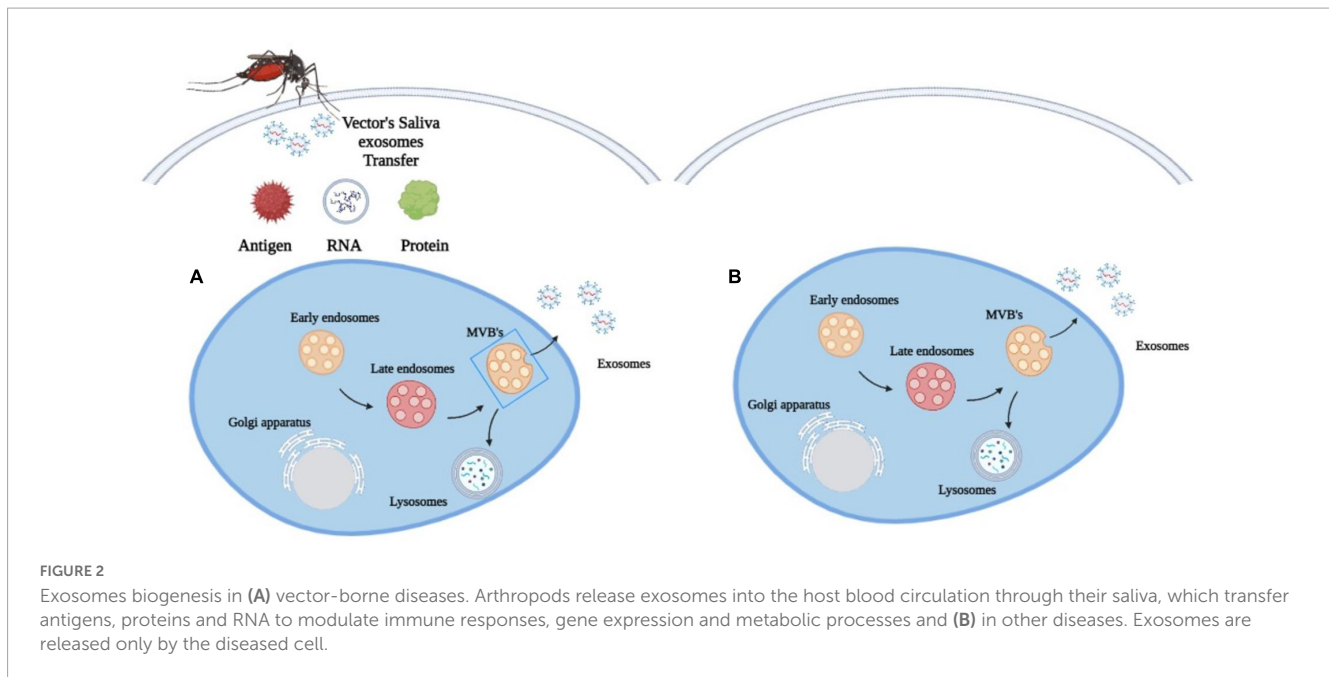 Vector's Saliva
exosomes
Transfer
Antigen
RNA
Protein
A
Early endosomes
MVB's
Exosomes
Late endosomes
Golgi apparatus
Lysosomes
B
Early endosomes
MVB's
Exosomes
Late endosomes
Golgi apparatus
Lysosomes
FIGURE 2
Exosomes biogenesis in (A) vector-borne diseases. Arthropods release exosomes into the host blood circulation through their saliva, which transfer
antigens, proteins and RNA to modulate immune responses, gene expression and metabolic processes and (B) in other diseases. Exosomes are
released only by the diseased cell.